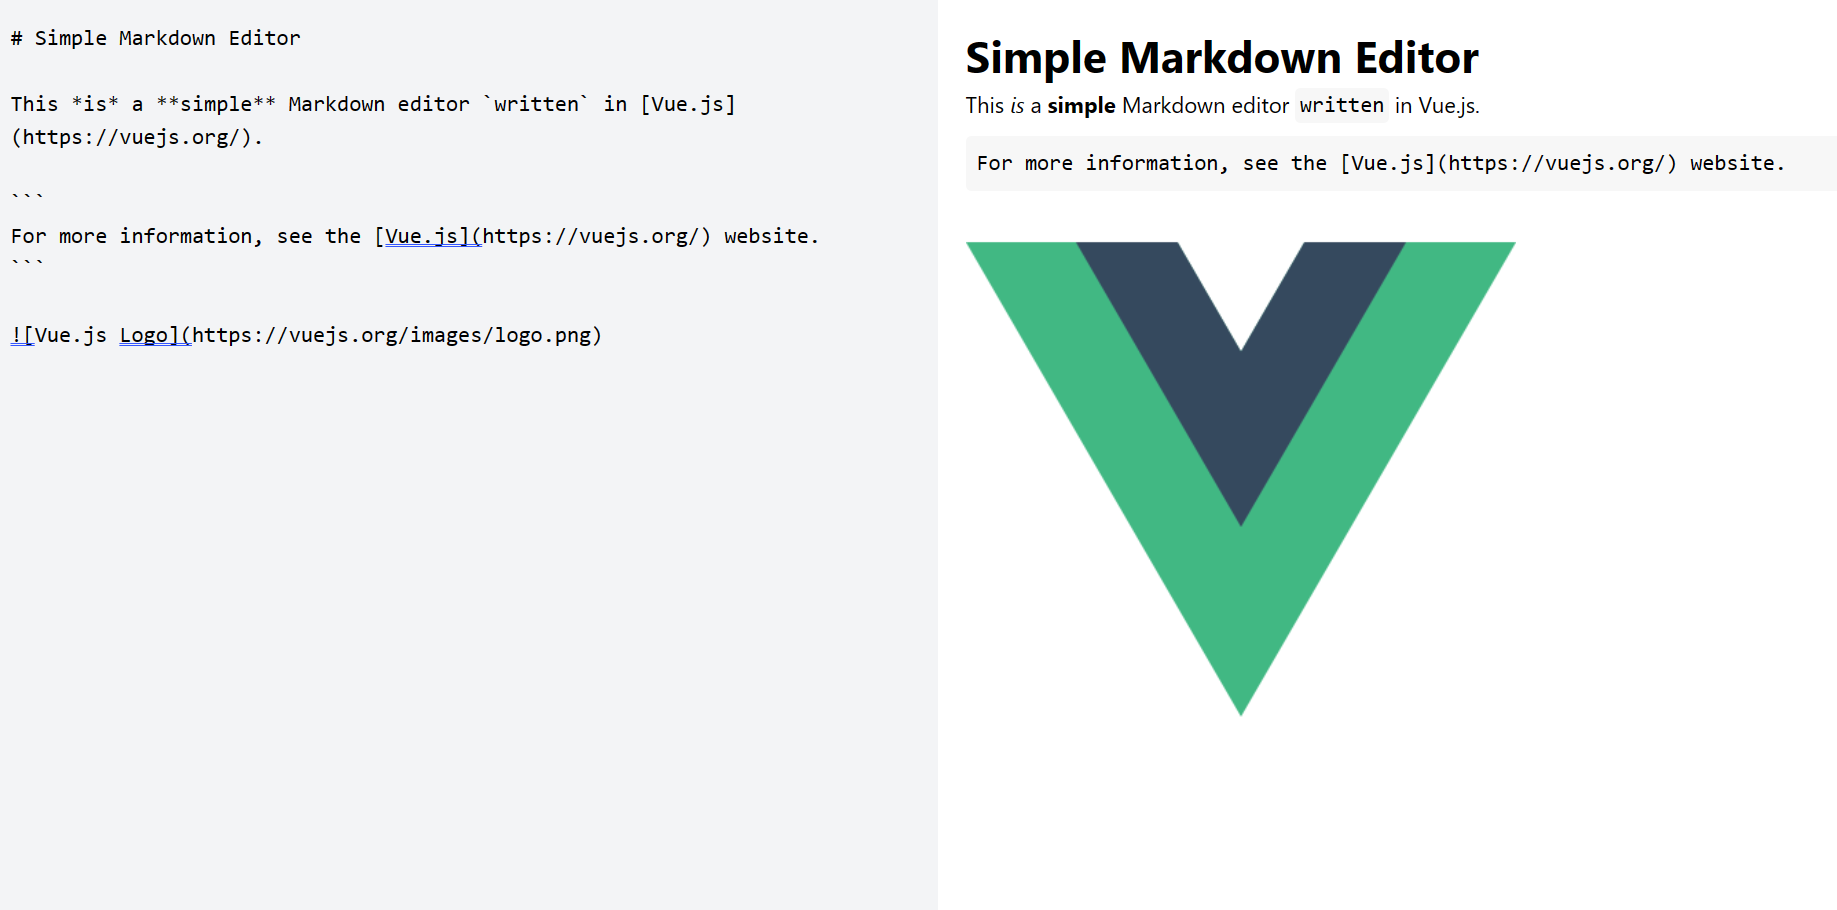 # Simple Markdown Editor
This *is* a **simple** Markdown editor `written` in [Vue.js]
(https://vuejs.org/).
```
For more information, see the [Vue.js](https://vuejs.org/) website.
```
![Vue.js Logo](https://vuejs.org/images/logo.png)
Simple Markdown Editor
This is a simple Markdown editor written in Vue.js.
For more information, see the [Vue.js](https://vuejs.org/) website.